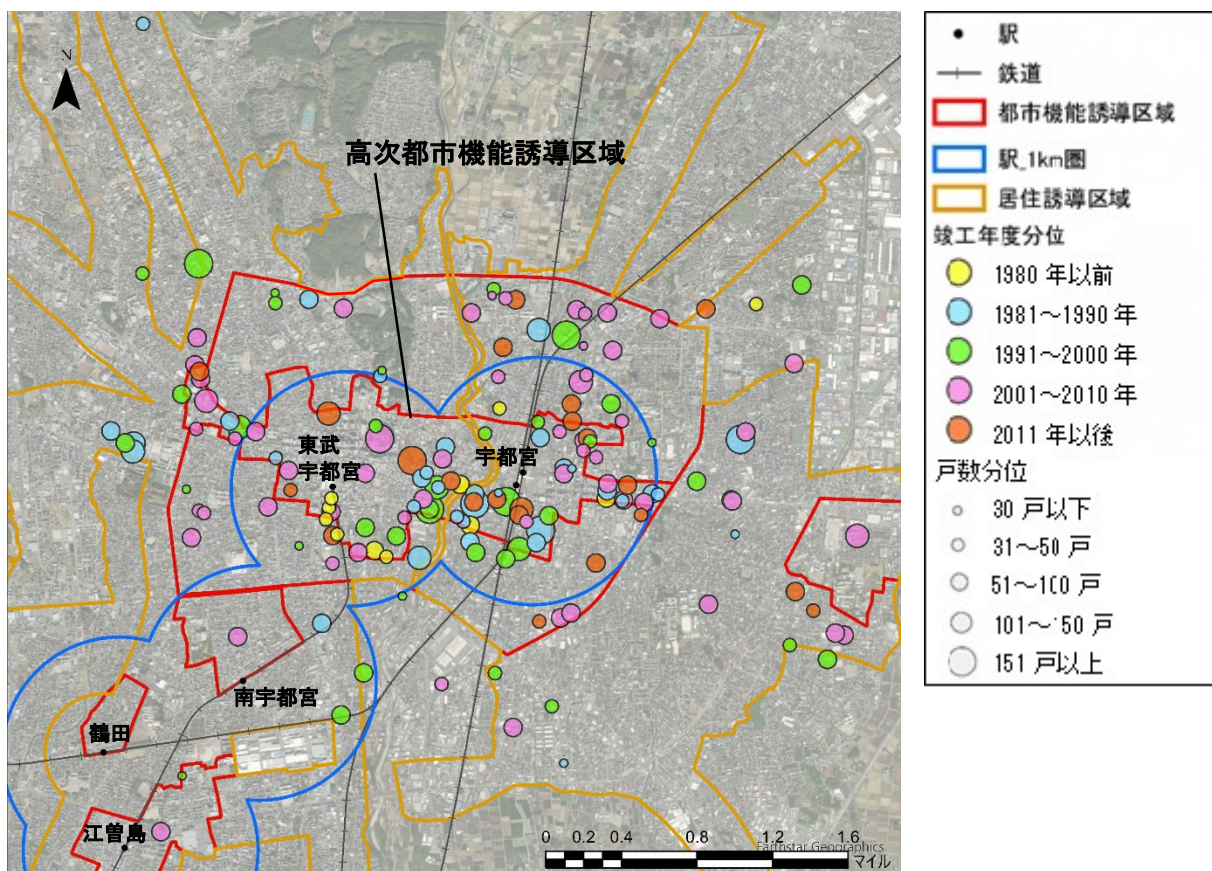 N
高次都市機能誘導区域
東武
宇都宮
宇都宮
南宇都宮
鶴田
江曽島
0 0.2 0.4 0.8 1.2 1.6
Earthstar Geographics
マイル
駅
鉄道
都市機能誘導区域
駅_1km圏
居住誘導区域
竣工年度分位
1980 年以前
1981～1990 年
1991～2000 年
2001～2010 年
2011 年以後
戸数分位
30 戸以下
31～50 戸
51～100 戸
101～150 戸
151 戸以上